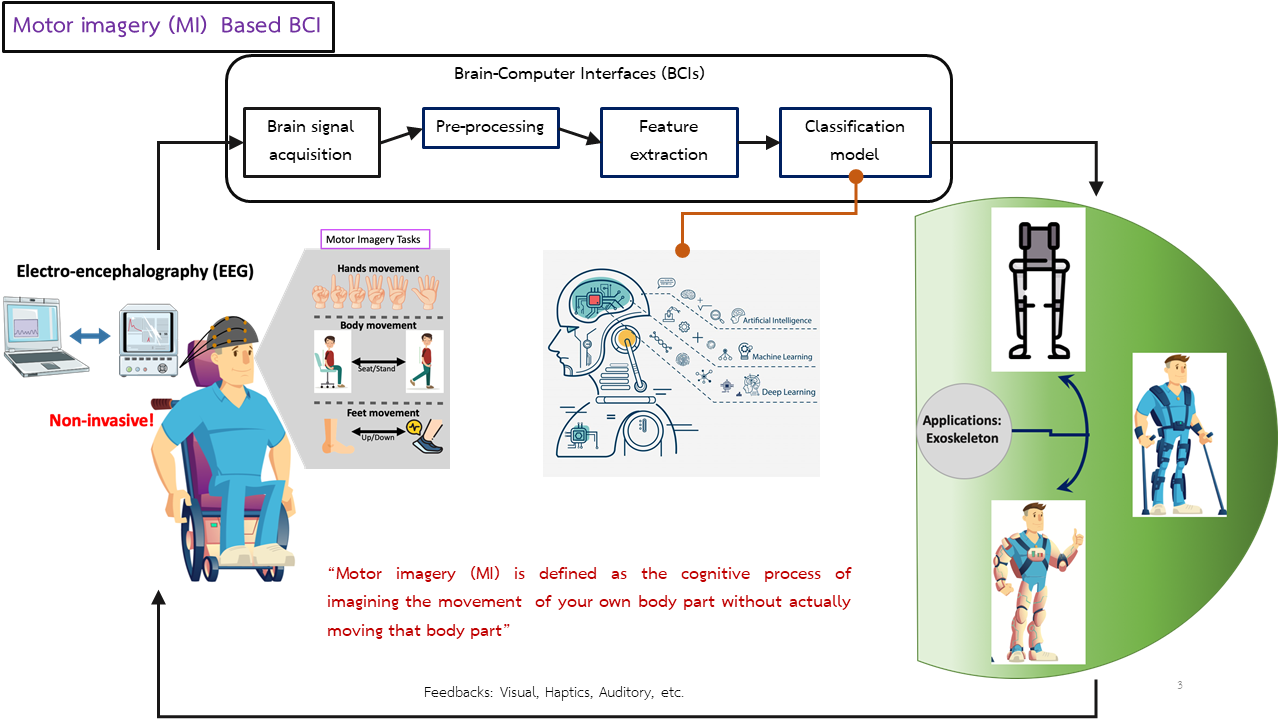 Motor imagery (MI)  Based BCI
Brain-Computer Interfaces (BCIs)
Brain signal
acquisition
Pre-processing
Feature
extraction
Classification
model
Electro-encephalography (EEG)
Non-invasive!
Motor Imagery Tasks
Hands movement
Body movement
Seat/Stand
Feet movement
Up/Down
Artificial Intelligence
Machine Learning
Deep Learning
Applications:
Exoskeleton
“Motor imagery (MI) is defined as the cognitive process of
imagining the movement  of your own body part without actually
moving that body part”
Feedbacks: Visual, Haptics, Auditory, etc.
3